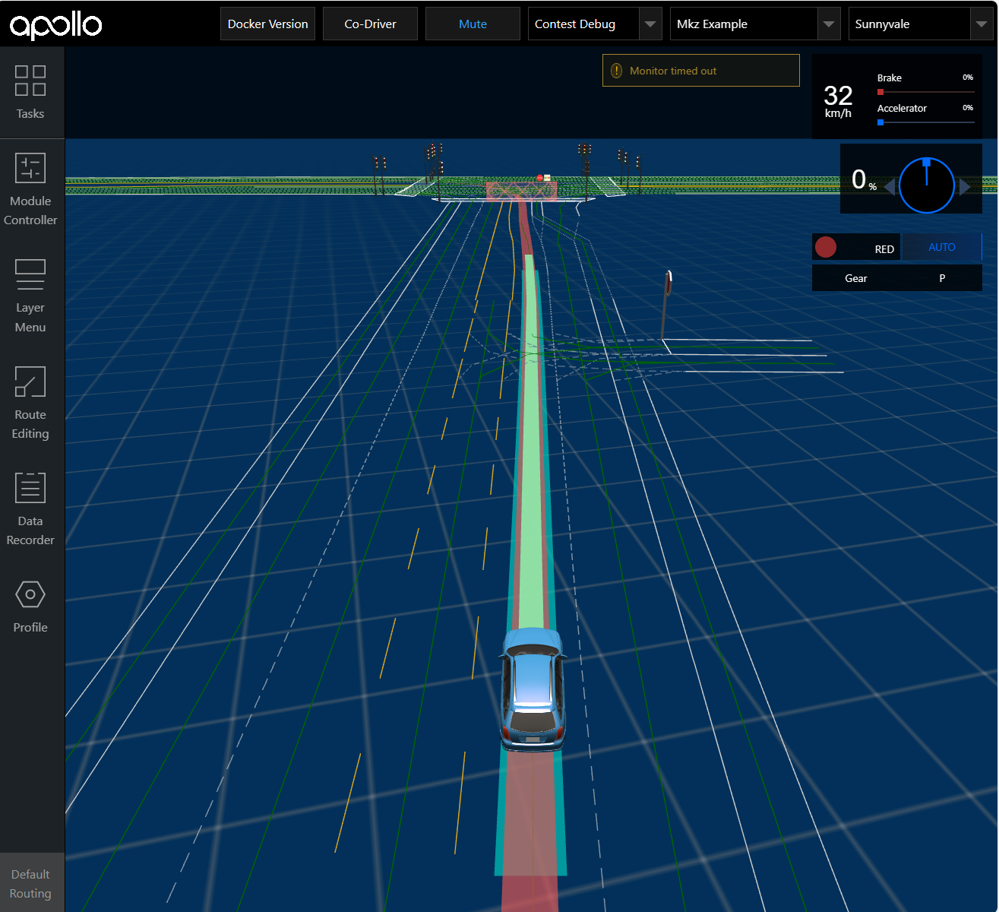 apollo
Docker Version
Co-Driver
Mute
Contest Debug
Mkz Example
Sunnyvale
Tasks
Module
Controller
Layer
Menu
Route
Editing
Data
Recorder
Profile
Default
Routing
! Monitor timed out
32
km/h
Brake 0%
Accelerator 0%
0 %
RED AUTO
Gear P